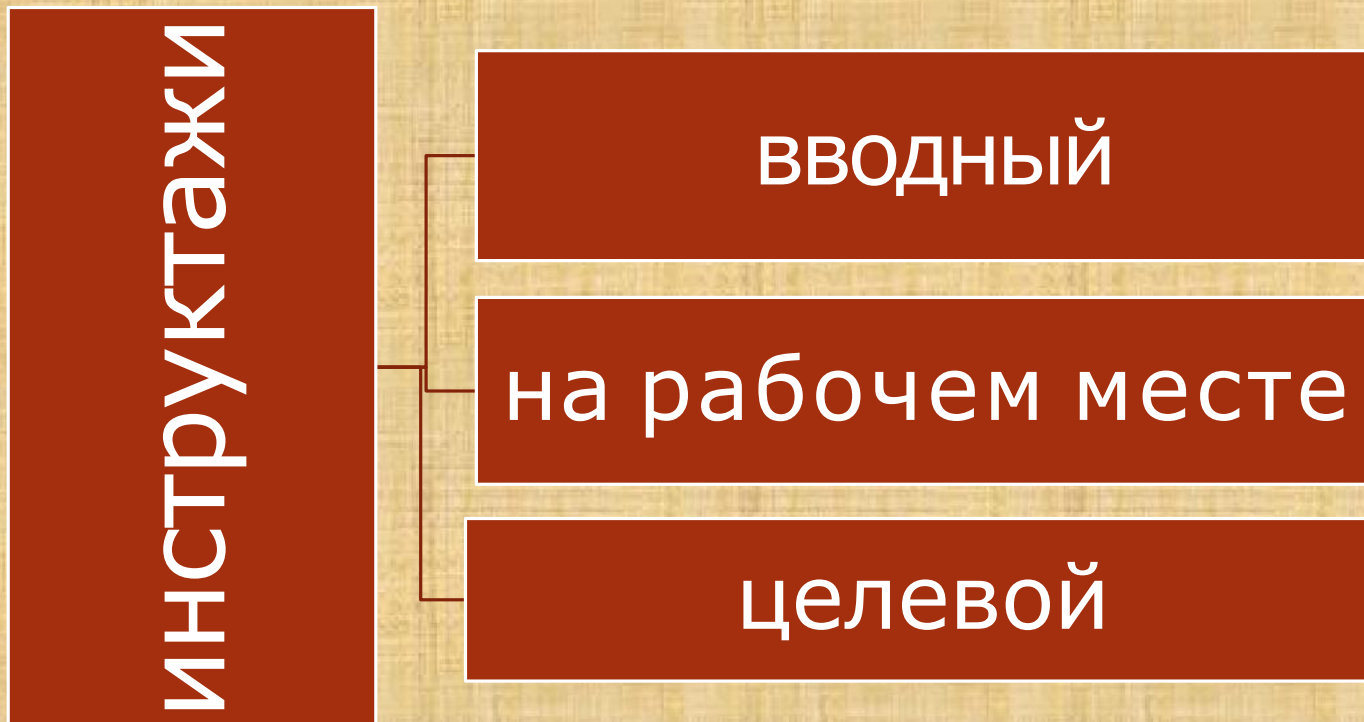 инструктажи
вводный
на рабочем месте
целевой